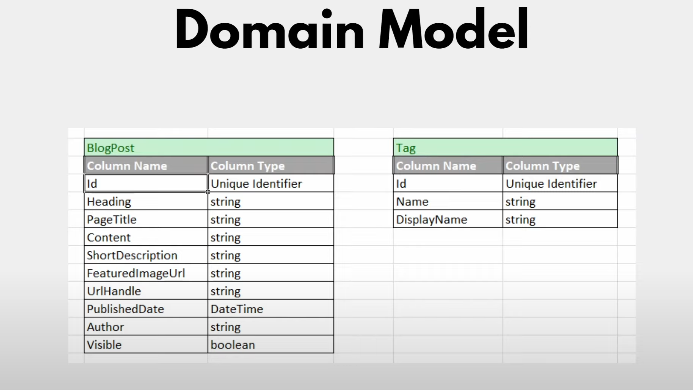 Domain Model
BlogPost
Column Name Column Type
Id Unique Identifier
Heading string
PageTitle string
Content string
ShortDescription string
FeaturedImageUrl string
UrlHandle string
PublishedDate DateTime
Author string
Visible boolean
Tag
Column Name Column Type
Id Unique Identifier
Name string
DisplayName string